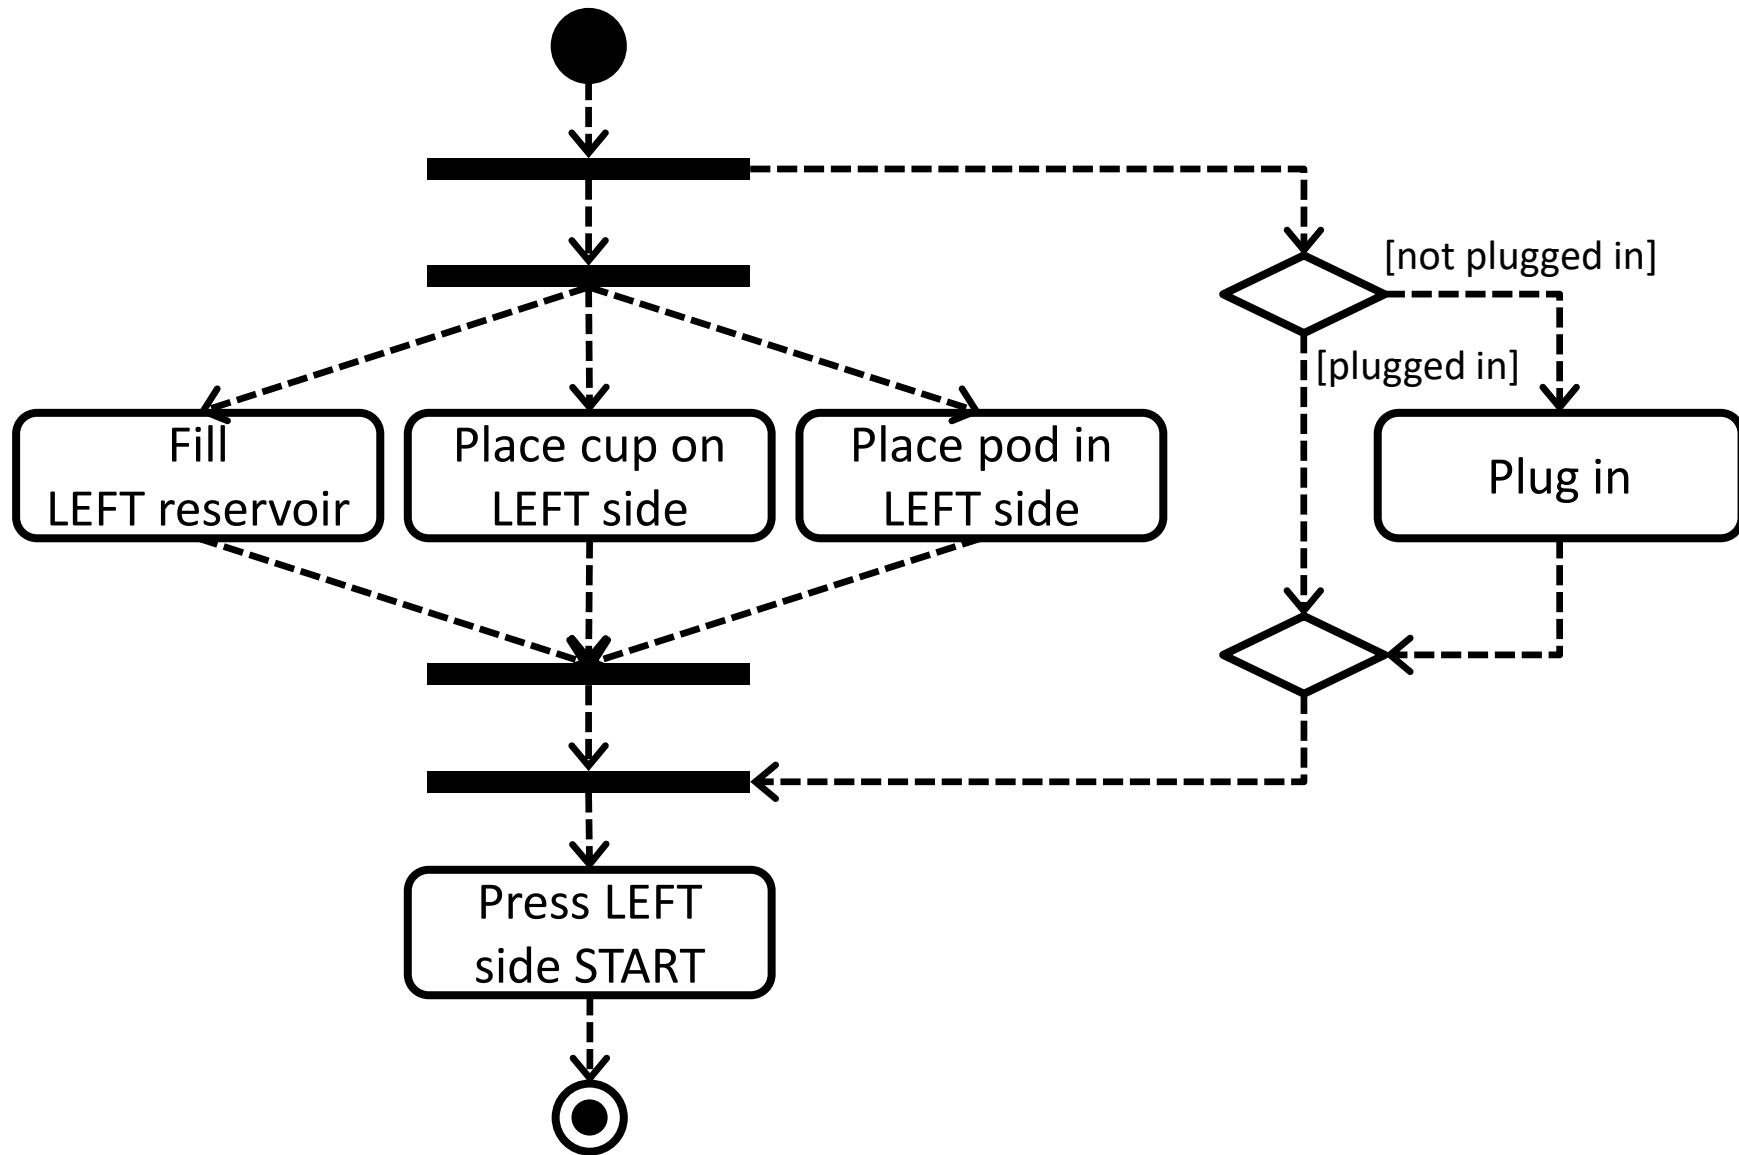 [not plugged in]
[plugged in]
Fill
LEFT reservoir
Place cup on
LEFT side
Place pod in
LEFT side
Plug in
Press LEFT
side START